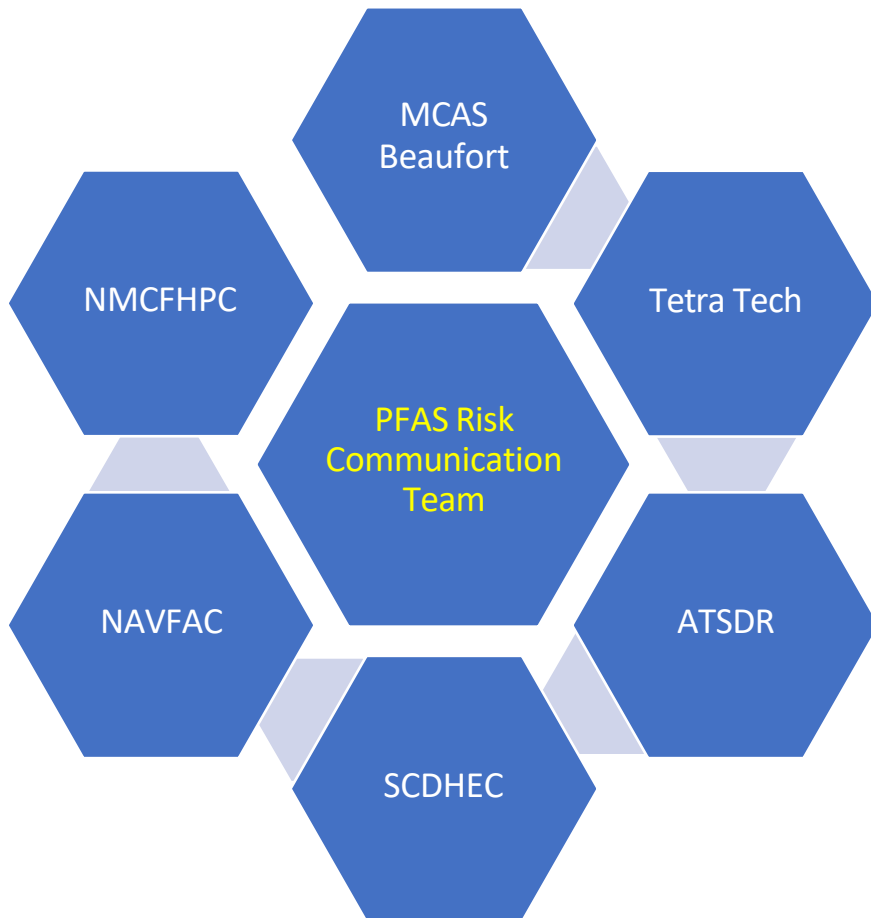 MCAS
Beaufort
NMCFHPC
Tetra Tech
PFAS Risk
Communication
Team
NAVFAC
ATSDR
SCDHEC